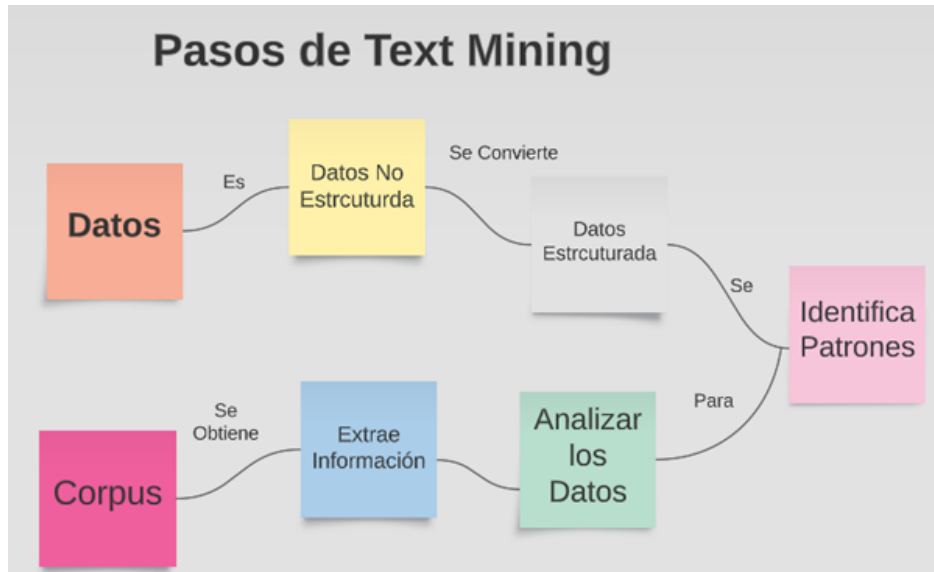 Pasos de Text Mining
Datos
Es
Datos No
Estrcuturda
Se Convierte
Datos
Estrcuturada
Se
Identifica
Patrones
Para
Analizar
los
Datos
Extrae
Información
Se
Obtiene
Corpus